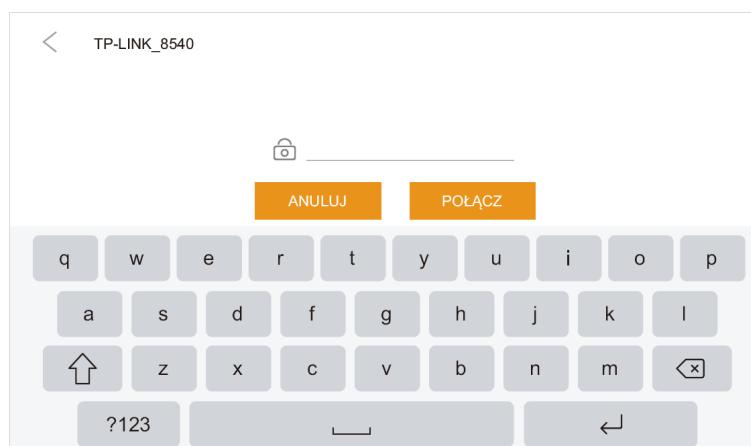 TP-LINK_8540
ANULUJ POŁĄCZ
q w e r t y u i o p
a s d f g h j k l
z x c v b n m
?123